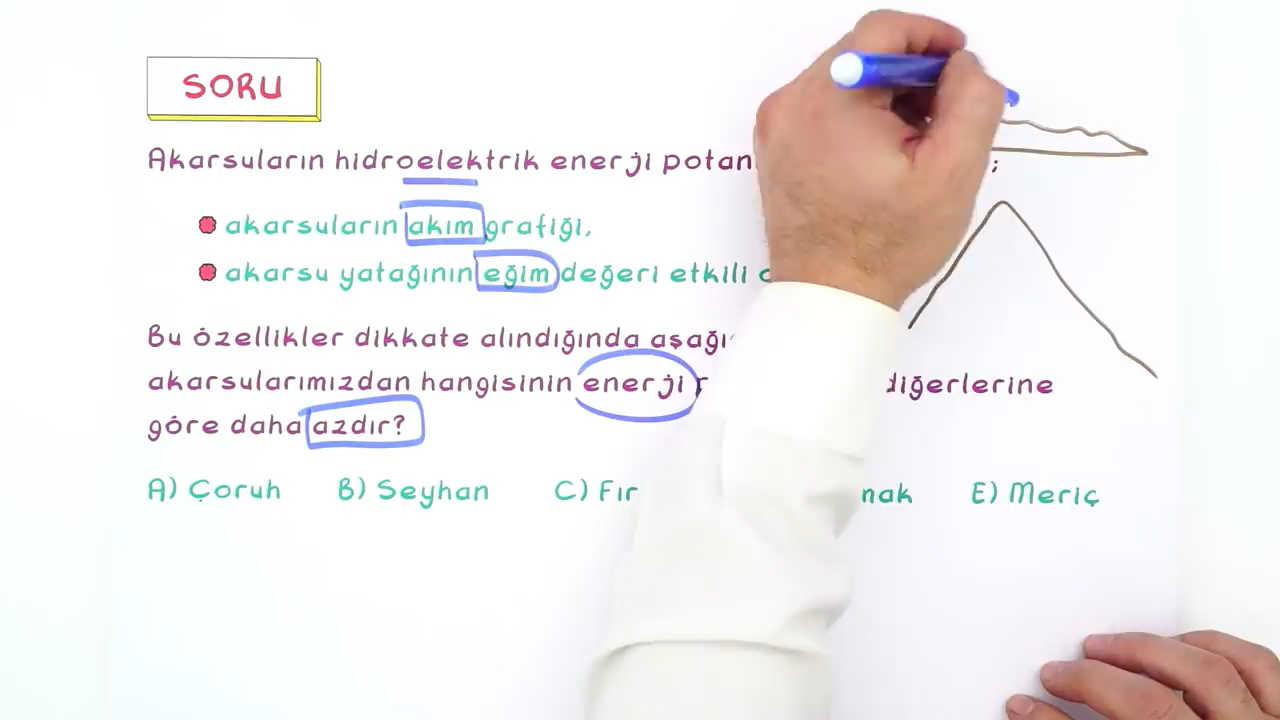 SORU
Akarsuların hidroelektrik enerji potan ;
akarsuların akım grafiği,
akarsu yatağının eğim değeri etkili
Bu özellikler dikkate alındığında aşağı
akarsularımızdan hangisinin enerji diğerlerine
göre daha azdır?
A) Çoruh B) Seyhan C) Fır nak E) Meriç